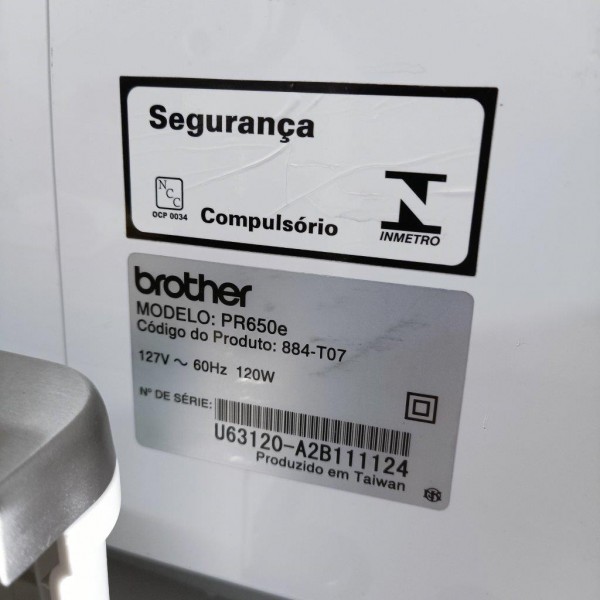 Segurança
NCC
OCP 0034
Compulsório
INMETRO
brother
MODELO: PR650e
Código do Produto: 884-T07
127V ~ 60Hz 120W
Nº DE SÉRIE:
U63120-A2B111124
Produzido em Taiwan